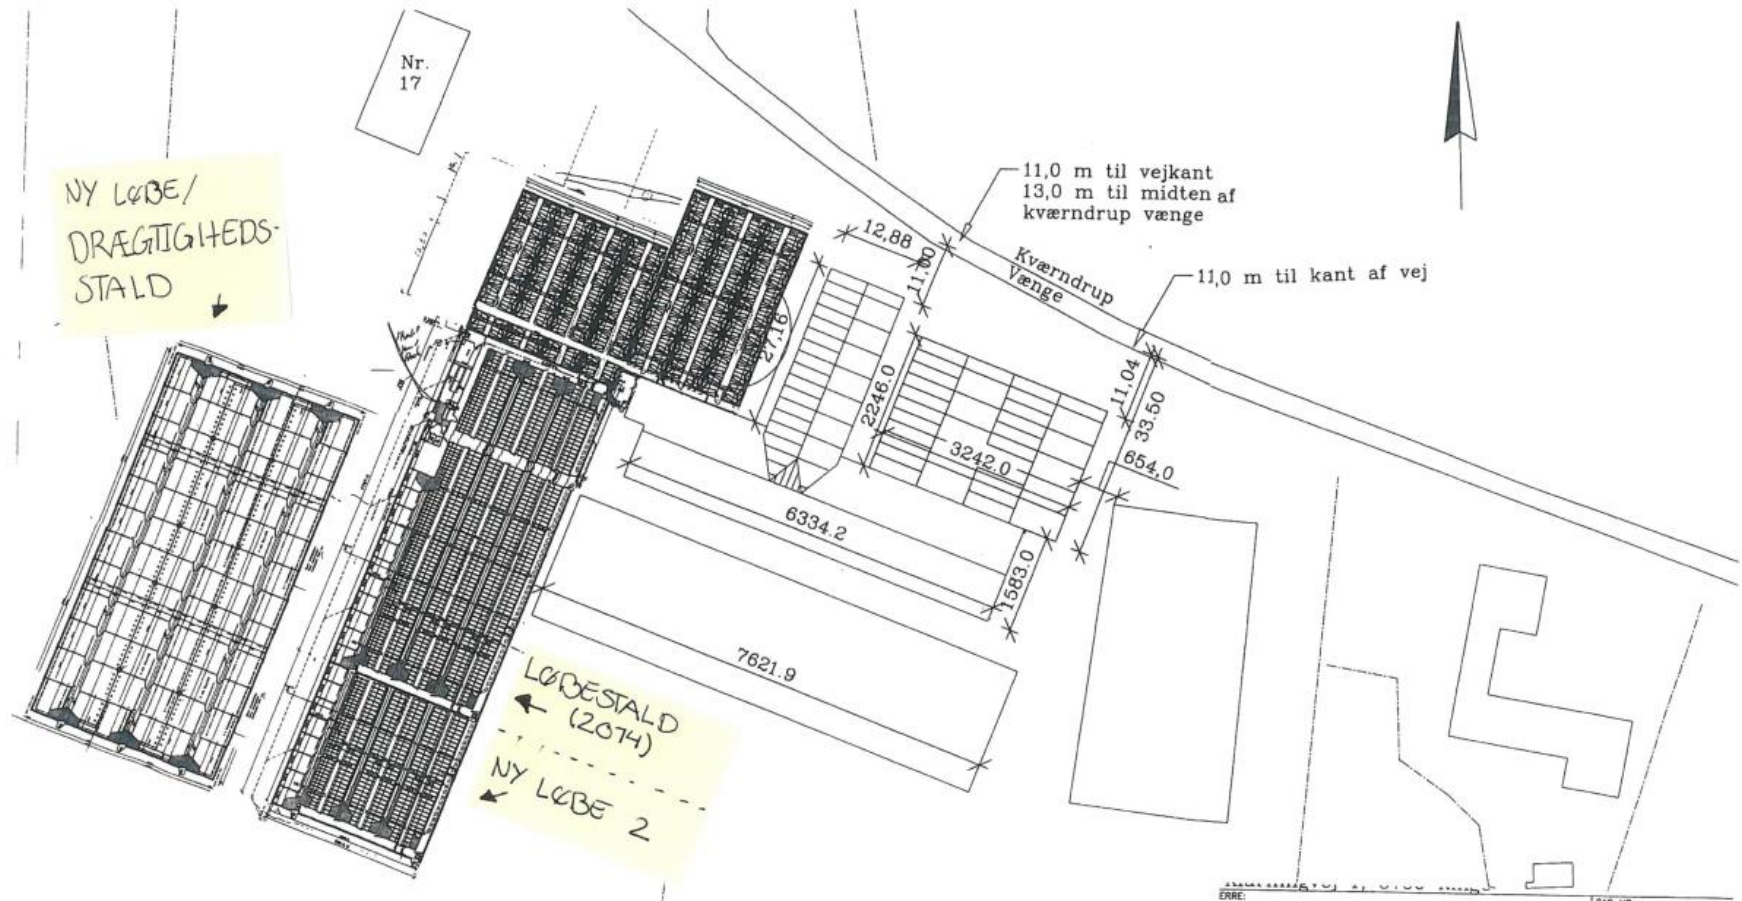 Nr.
17
NY LØBE/
DRÆGTIGHEDS-
STALD
11,0 m til vejkant
13,0 m til midten af
kværndrup vænge
12,88
11,00
Kværndrup
Vænge
11,0 m til kant af vej
27,16
2246.0
11,04
33.50
3242.0
654,0
6334.2
1583.0
7621.9
LØBESTALD
(2014)
NY LØBE 2
ERRE: